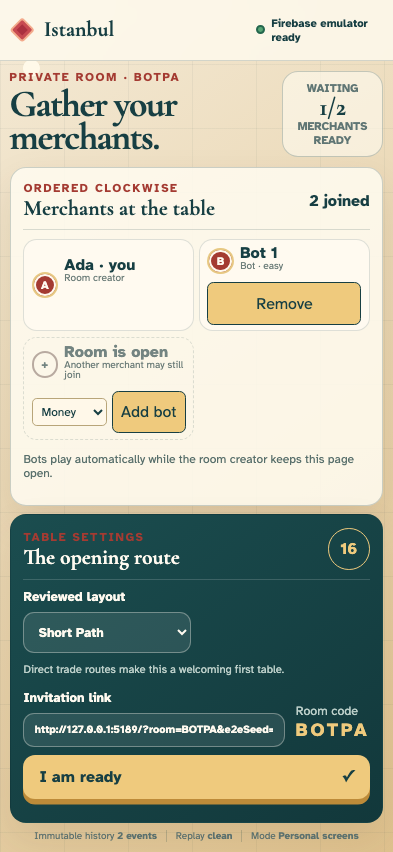 Istanbul
Firebase emulator
ready
PRIVATE ROOM · BOTPA
Gather your
merchants.
WAITING
1/2
MERCHANTS
READY
ORDERED CLOCKWISE
Merchants at the table
2 joined
A
Ada · you
Room creator
B
Bot 1
Bot · easy
Remove
+
Room is open
Another merchant may still
join
Money
Add bot
Bots play automatically while the room creator keeps this page
open.
TABLE SETTINGS
The opening route
16
Reviewed layout
Short Path
Direct trade routes make this a welcoming first table.
Invitation link
http://127.0.0.1:5189/?room=BOTPA&e2eSeed=
Room code
BOTPA
I am ready ✓
Immutable history 2 events
Replay clean
Mode Personal screens